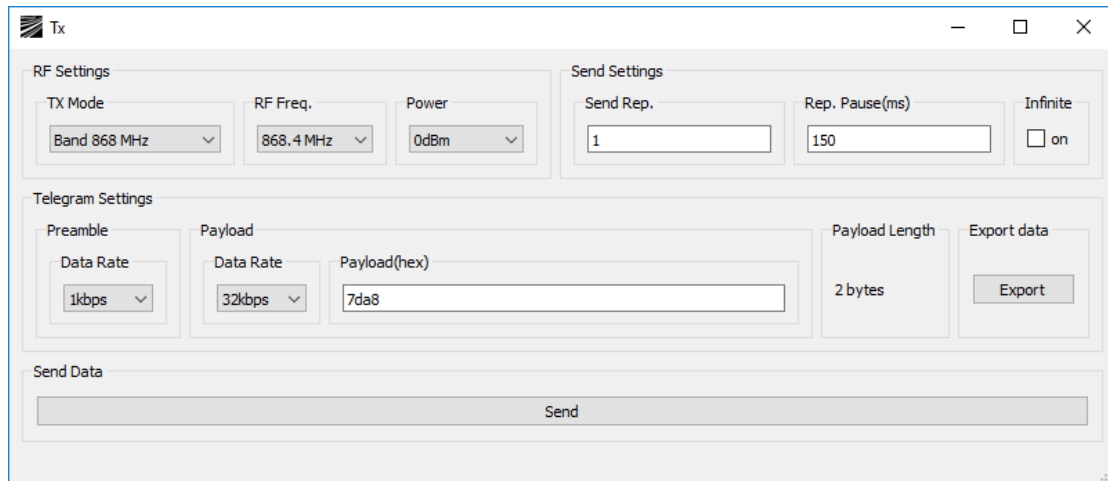 Tx
RF Settings
Send Settings
TX Mode
RF Freq.
Power
Send Rep.
Rep. Pause(ms)
Infinite
Band 868 MHz
868.4 MHz
0dBm
1
150
on
Telegram Settings
Preamble
Payload
Payload Length
Export data
Data Rate
Data Rate
Payload(hex)
1kbps
32kbps
7da8
2 bytes
Export
Send Data
Send